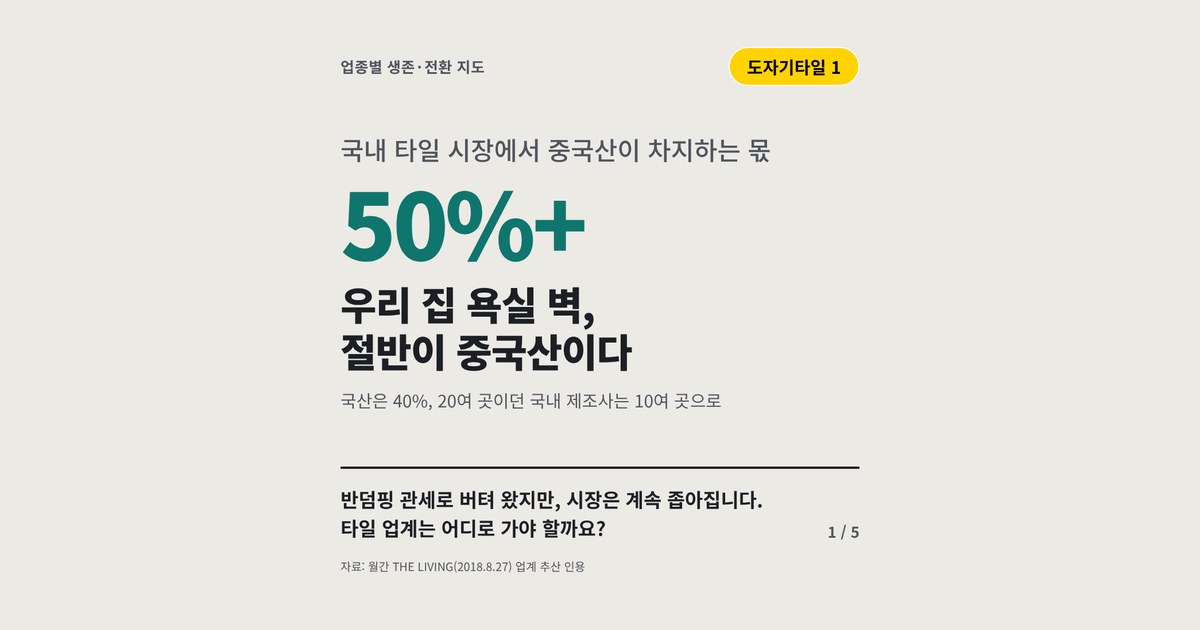 업종별 생존·전환 지도
도자기타일 1
국내 타일 시장에서 중국산이 차지하는 몫
50%+
우리 집 욕실 벽,
절반이 중국산이다
국산은 40%, 20여 곳이던 국내 제조사는 10여 곳으로
반덤핑 관세로 버텨 왔지만, 시장은 계속 좁아집니다.
타일 업계는 어디로 가야 할까요?
1 / 5
자료: 월간 THE LIVING(2018.8.27) 업계 추산 인용